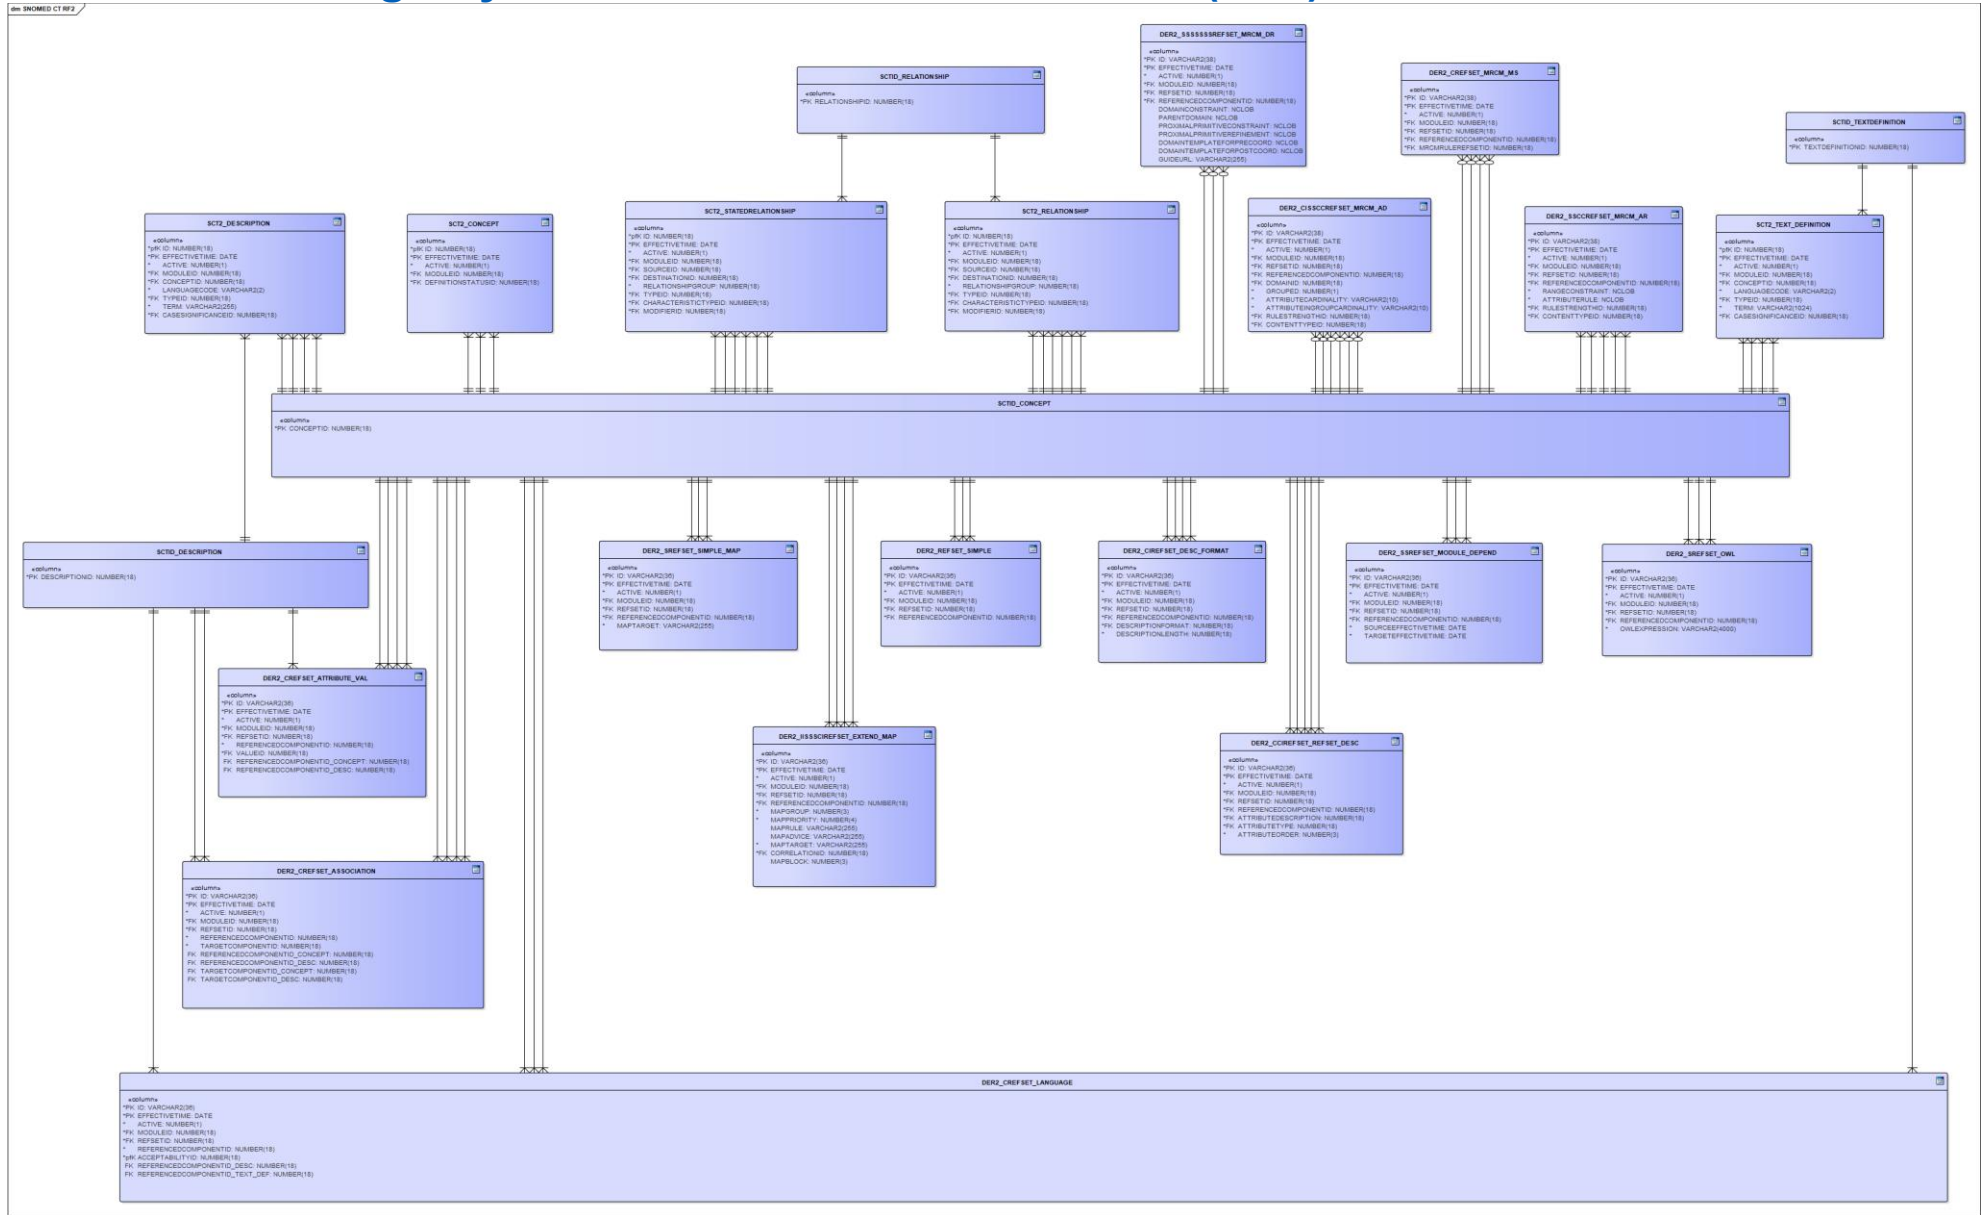 dm SNOMED CT RF2
DER2_SSSSSSSREFSET_MRCM_DR
«column»
*PK ID: VARCHAR2(38)
*PK EFFECTIVETIME: DATE
* ACTIVE: NUMBER(1)
*FK MODULEID: NUMBER(18)
*FK REFSETID: NUMBER(18)
*FK REFERENCEDCOMPONENTID: NUMBER(18)
DOMAINCONSTRAINT: NCLOB
PARENTDOMAIN: NCLOB
PROXIMALPRIMITIVECONSTRAINT: NCLOB
PROXIMALPRIMITIVEREFINEMENT: NCLOB
DOMAINTEMPLATEFORPRECOORD: NCLOB
DOMAINTEMPLATEFORPOSTCOORD: NCLOB
GUIDEURL: VARCHAR2(255)
SCTID_RELATIONSHIP
«column»
*PK RELATIONSHIPID: NUMBER(18)
DER2_CREFSET_MRCM_MS
«column»
*PK ID: VARCHAR2(38)
*PK EFFECTIVETIME: DATE
* ACTIVE: NUMBER(1)
*FK MODULEID: NUMBER(18)
*FK REFSETID: NUMBER(18)
*FK REFERENCEDCOMPONENTID: NUMBER(18)
*FK MRCMRULEREFSETID: NUMBER(18)
SCTID_TEXTDEFINITION
«column»
*PK TEXTDEFINITIONID: NUMBER(18)
SCT2_DESCRIPTION
«column»
*pfK ID: NUMBER(18)
*PK EFFECTIVETIME: DATE
* ACTIVE: NUMBER(1)
*FK MODULEID: NUMBER(18)
*FK CONCEPTID: NUMBER(18)
* LANGUAGECODE: VARCHAR2(2)
*FK TYPEID: NUMBER(18)
* TERM: VARCHAR2(255)
*FK CASESIGNIFICANCEID: NUMBER(18)
SCT2_CONCEPT
«column»
*pfK ID: NUMBER(18)
*PK EFFECTIVETIME: DATE
* ACTIVE: NUMBER(1)
*FK MODULEID: NUMBER(18)
*FK DEFINITIONSTATUSID: NUMBER(18)
SCT2_STATEDRELATIONSHIP
«column»
*pfK ID: NUMBER(18)
*PK EFFECTIVETIME: DATE
* ACTIVE: NUMBER(1)
*FK MODULEID: NUMBER(18)
*FK SOURCEID: NUMBER(18)
*FK DESTINATIONID: NUMBER(18)
* RELATIONSHIPGROUP: NUMBER(18)
*FK TYPEID: NUMBER(18)
*FK CHARACTERISTICTYPEID: NUMBER(18)
*FK MODIFIERID: NUMBER(18)
SCT2_RELATIONSHIP
«column»
*pfK ID: NUMBER(18)
*PK EFFECTIVETIME: DATE
* ACTIVE: NUMBER(1)
*FK MODULEID: NUMBER(18)
*FK SOURCEID: NUMBER(18)
*FK DESTINATIONID: NUMBER(18)
* RELATIONSHIPGROUP: NUMBER(18)
*FK TYPEID: NUMBER(18)
*FK CHARACTERISTICTYPEID: NUMBER(18)
*FK MODIFIERID: NUMBER(18)
DER2_CISSCCREFSET_MRCM_AD
«column»
*PK ID: VARCHAR2(38)
*PK EFFECTIVETIME: DATE
* ACTIVE: NUMBER(1)
*FK MODULEID: NUMBER(18)
*FK REFSETID: NUMBER(18)
*FK REFERENCEDCOMPONENTID: NUMBER(18)
*FK DOMAINID: NUMBER(18)
* GROUPED: NUMBER(1)
* ATTRIBUTECARDINALITY: VARCHAR2(10)
* ATTRIBUTEINGROUPCARDINALITY: VARCHAR2(10)
*FK RULESTRENGTHID: NUMBER(18)
*FK CONTENTTYPEID: NUMBER(18)
DER2_SSCCREFSET_MRCM_AR
«column»
*PK ID: VARCHAR2(38)
*PK EFFECTIVETIME: DATE
* ACTIVE: NUMBER(1)
*FK MODULEID: NUMBER(18)
*FK REFSETID: NUMBER(18)
*FK REFERENCEDCOMPONENTID: NUMBER(18)
* RANGECONSTRAINT: NCLOB
* ATTRIBUTERULE: NCLOB
*FK RULESTRENGTHID: NUMBER(18)
*FK CONTENTTYPEID: NUMBER(18)
SCT2_TEXT_DEFINITION
«column»
*pfK ID: NUMBER(18)
*PK EFFECTIVETIME: DATE
* ACTIVE: NUMBER(1)
*FK MODULEID: NUMBER(18)
*FK CONCEPTID: NUMBER(18)
* LANGUAGECODE: VARCHAR2(2)
*FK TYPEID: NUMBER(18)
* TERM: VARCHAR2(1024)
*FK CASESIGNIFICANCEID: NUMBER(18)
SCTID_CONCEPT
«column»
*PK CONCEPTID: NUMBER(18)
SCTID_DESCRIPTION
«column»
*PK DESCRIPTIONID: NUMBER(18)
DER2_SREFSET_SIMPLE_MAP
«column»
*PK ID: VARCHAR2(36)
*PK EFFECTIVETIME: DATE
* ACTIVE: NUMBER(1)
*FK MODULEID: NUMBER(18)
*FK REFSETID: NUMBER(18)
*FK REFERENCEDCOMPONENTID: NUMBER(18)
* MAPTARGET: VARCHAR2(255)
DER2_REFSET_SIMPLE
«column»
*PK ID: VARCHAR2(36)
*PK EFFECTIVETIME: DATE
* ACTIVE: NUMBER(1)
*FK MODULEID: NUMBER(18)
*FK REFSETID: NUMBER(18)
*FK REFERENCEDCOMPONENTID: NUMBER(18)
DER2_CIREFSET_DESC_FORMAT
«column»
*PK ID: VARCHAR2(36)
*PK EFFECTIVETIME: DATE
* ACTIVE: NUMBER(1)
*FK MODULEID: NUMBER(18)
*FK REFSETID: NUMBER(18)
*FK REFERENCEDCOMPONENTID: NUMBER(18)
*FK DESCRIPTIONFORMAT: NUMBER(18)
* DESCRIPTIONLENGTH: NUMBER(18)
DER2_SSREFSET_MODULE_DEPEND
«column»
*PK ID: VARCHAR2(36)
*PK EFFECTIVETIME: DATE
* ACTIVE: NUMBER(1)
*FK MODULEID: NUMBER(18)
*FK REFSETID: NUMBER(18)
*FK REFERENCEDCOMPONENTID: NUMBER(18)
* SOURCEEFFECTIVETIME: DATE
* TARGETEFFECTIVETIME: DATE
DER2_SREFSET_OWL
«column»
*PK ID: VARCHAR2(36)
*PK EFFECTIVETIME: DATE
* ACTIVE: NUMBER(1)
*FK MODULEID: NUMBER(18)
*FK REFSETID: NUMBER(18)
*FK REFERENCEDCOMPONENTID: NUMBER(18)
* OWLEXPRESSION: VARCHAR2(4000)
DER2_CREFSET_ATTRIBUTE_VAL
«column»
*PK ID: VARCHAR2(36)
*PK EFFECTIVETIME: DATE
* ACTIVE: NUMBER(1)
*FK MODULEID: NUMBER(18)
*FK REFSETID: NUMBER(18)
* REFERENCEDCOMPONENTID: NUMBER(18)
*FK VALUEID: NUMBER(18)
FK REFERENCEDCOMPONENTID_CONCEPT: NUMBER(18)
FK REFERENCEDCOMPONENTID_DESC: NUMBER(18)
DER2_IISSSCIREFSET_EXTEND_MAP
«column»
*PK ID: VARCHAR2(36)
*PK EFFECTIVETIME: DATE
* ACTIVE: NUMBER(1)
*FK MODULEID: NUMBER(18)
*FK REFSETID: NUMBER(18)
*FK REFERENCEDCOMPONENTID: NUMBER(18)
* MAPGROUP: NUMBER(3)
* MAPPRIORITY: NUMBER(4)
MAPRULE: VARCHAR2(255)
MAPADVICE: VARCHAR2(255)
* MAPTARGET: VARCHAR2(255)
*FK CORRELATIONID: NUMBER(18)
MAPBLOCK: NUMBER(3)
DER2_CCIREFSET_REFSET_DESC
«column»
*PK ID: VARCHAR2(36)
*PK EFFECTIVETIME: DATE
* ACTIVE: NUMBER(1)
*FK MODULEID: NUMBER(18)
*FK REFSETID: NUMBER(18)
*FK REFERENCEDCOMPONENTID: NUMBER(18)
*FK ATTRIBUTEDESCRIPTION: NUMBER(18)
*FK ATTRIBUTETYPE: NUMBER(18)
* ATTRIBUTEORDER: NUMBER(3)
DER2_CREFSET_ASSOCIATION
«column»
*PK ID: VARCHAR2(36)
*PK EFFECTIVETIME: DATE
* ACTIVE: NUMBER(1)
*FK MODULEID: NUMBER(18)
*FK REFSETID: NUMBER(18)
* REFERENCEDCOMPONENTID: NUMBER(18)
* TARGETCOMPONENTID: NUMBER(18)
FK REFERENCEDCOMPONENTID_CONCEPT: NUMBER(18)
FK REFERENCEDCOMPONENTID_DESC: NUMBER(18)
FK TARGETCOMPONENTID_CONCEPT: NUMBER(18)
FK TARGETCOMPONENTID_DESC: NUMBER(18)
DER2_CREFSET_LANGUAGE
«column»
*PK ID: VARCHAR2(36)
*PK EFFECTIVETIME: DATE
* ACTIVE: NUMBER(1)
*FK MODULEID: NUMBER(18)
*FK REFSETID: NUMBER(18)
* REFERENCEDCOMPONENTID: NUMBER(18)
*pfK ACCEPTABILITYID: NUMBER(18)
FK REFERENCEDCOMPONENTID_DESC: NUMBER(18)
FK REFERENCEDCOMPONENTID_TEXT_DEF: NUMBER(18)